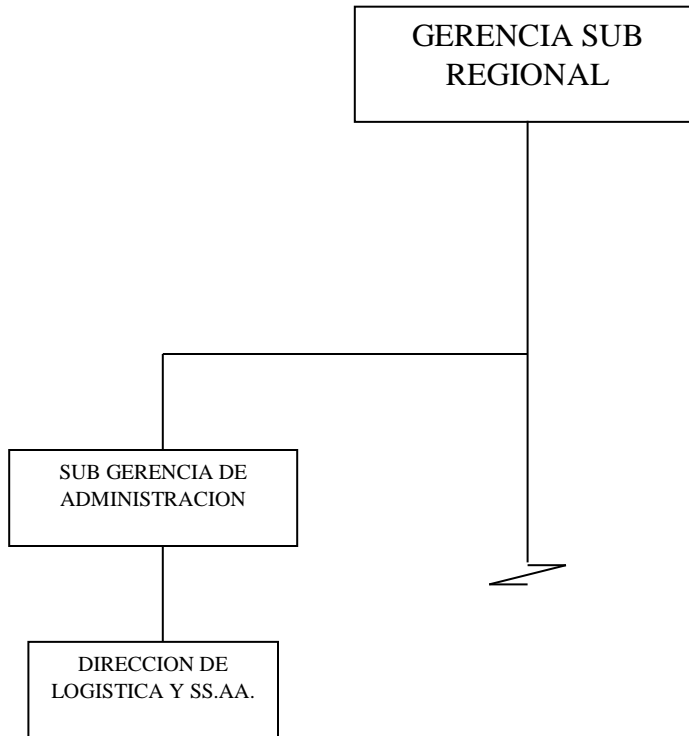 GERENCIA SUB
REGIONAL
SUB GERENCIA DE
ADMINISTRACION
DIRECCION DE
LOGISTICA Y SS.AA.